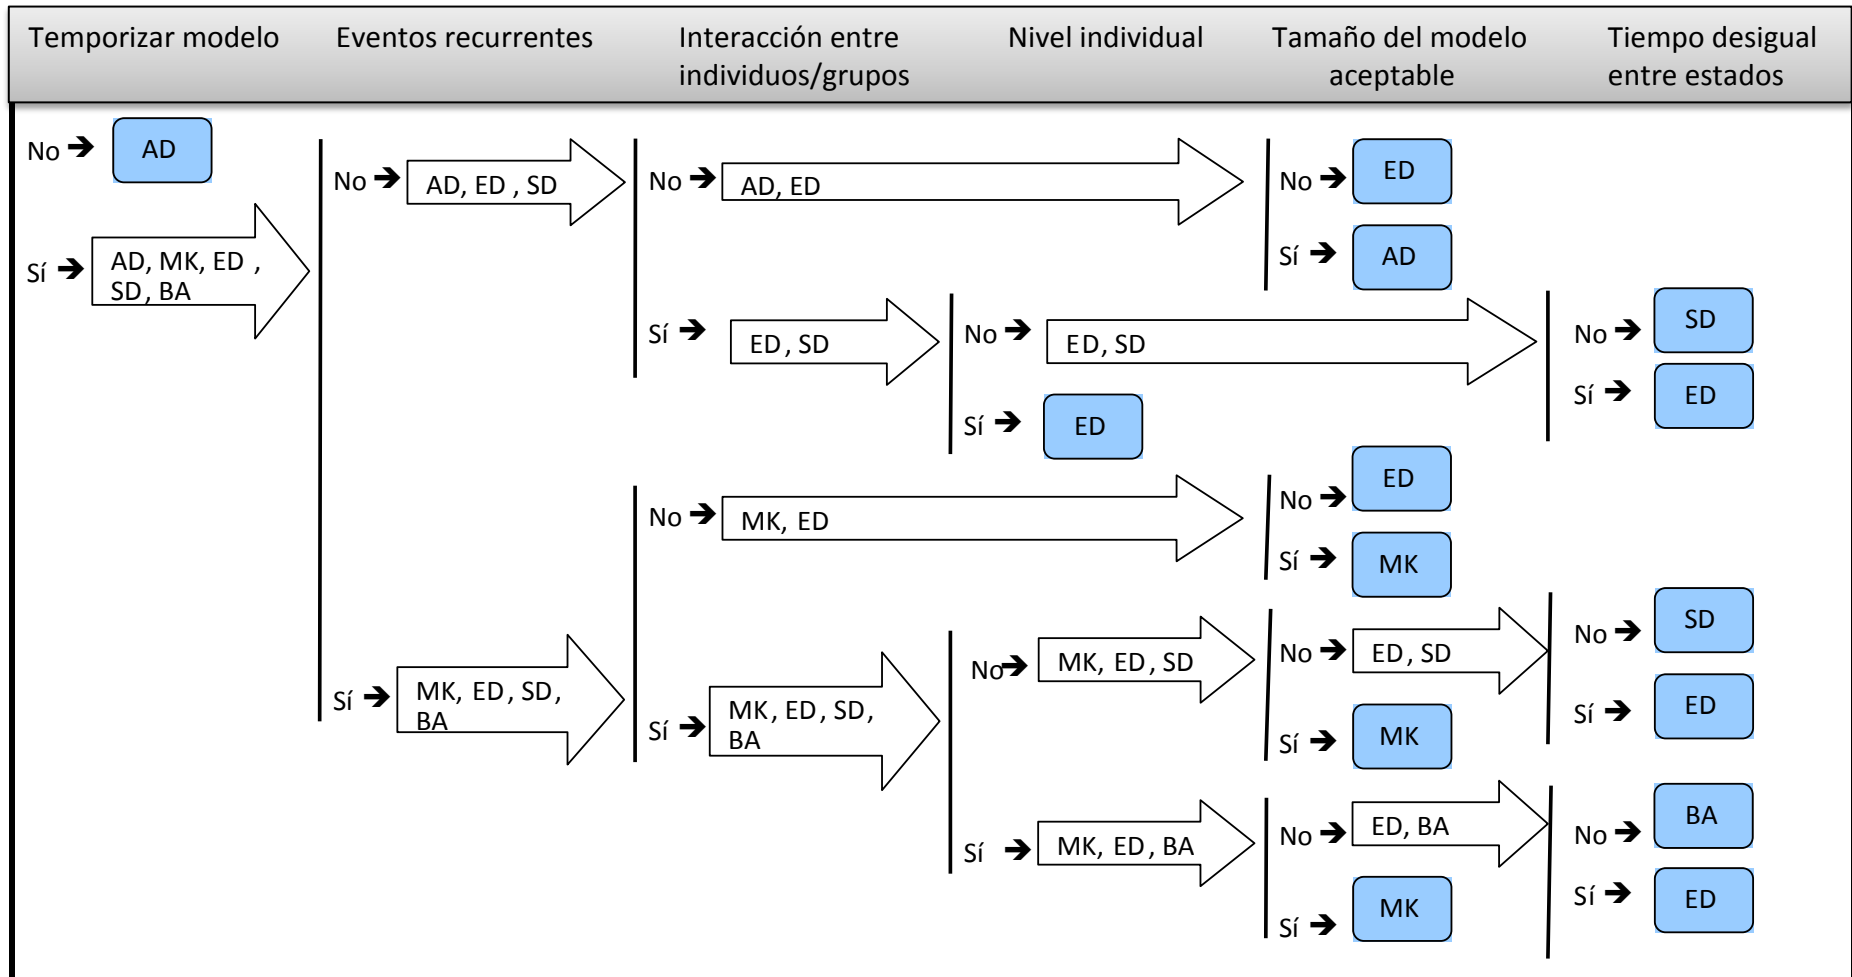 Temporizar modelo
Eventos recurrentes
Interacción entre
individuos/grupos
Nivel individual
Tamaño del modelo
aceptable
Tiempo desigual
entre estados
No ➔
AD
Sí ➔
AD, MK, ED ,
SD, BA
No ➔
AD, ED , SD
No ➔
AD, ED
No ➔
ED
Sí ➔
AD
Sí ➔
ED , SD
No ➔
ED, SD
No ➔
SD
Sí ➔
ED
Sí ➔
ED
Sí ➔
MK, ED, SD,
BA
No ➔
MK, ED
No ➔
ED
Sí ➔
MK
Sí ➔
MK, ED, SD,
BA
No➔
MK, ED, SD
No ➔
ED, SD
No ➔
SD
Sí ➔
ED
Sí ➔
MK
Sí ➔
MK, ED, BA
No ➔
ED, BA
No ➔
BA
Sí ➔
ED
Sí ➔
MK